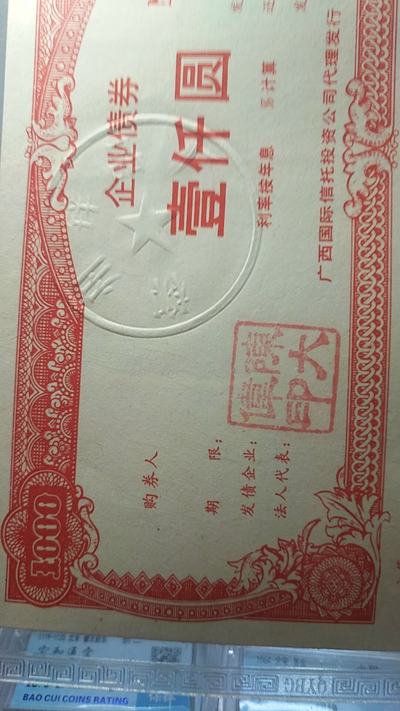 企业债券
壹仟圆
利率按年息 %计算
广西国际信托投资公司代理发行
购券人
期 限:
发债企业:
法人代表:
1000
BAO CUI COINS RATING